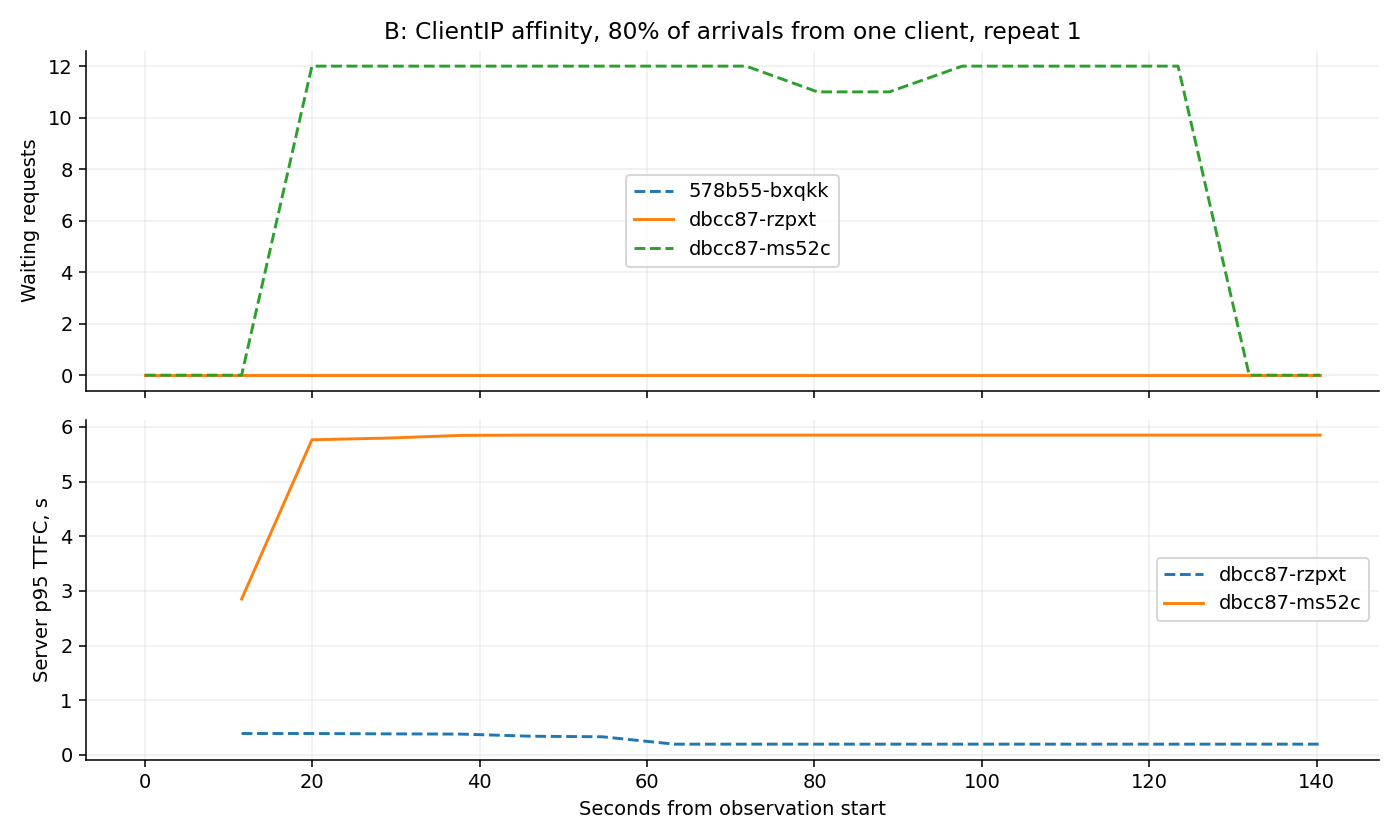 B: ClientIP affinity, 80% of arrivals from one client, repeat 1
Waiting requests
12
10
8
6
4
2
0
578b55-bxqkk
dbcc87-rzpxt
dbcc87-ms52c
Server p95 TTFC, s
6
5
4
3
2
1
0
dbcc87-rzpxt
dbcc87-ms52c
0 20 40 60 80 100 120 140
Seconds from observation start